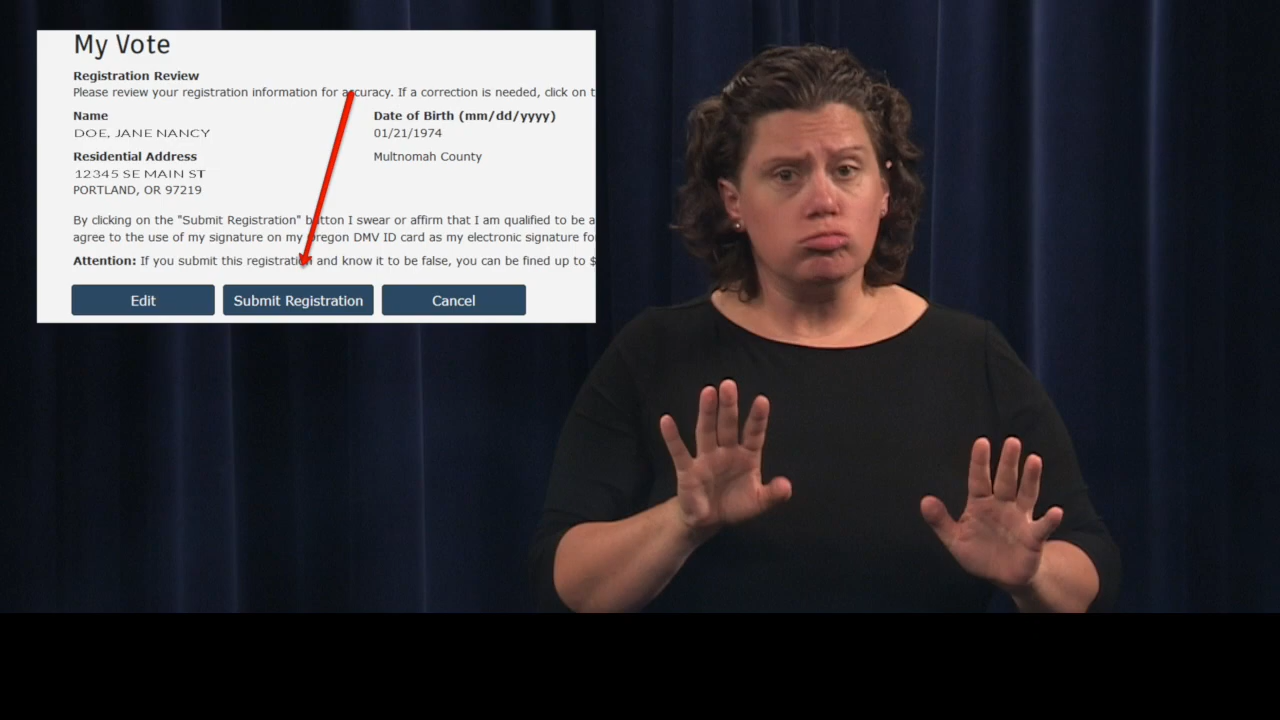 My Vote
Registration Review
Please review your registration information for accuracy. If a correction is needed, click on t
Name
Date of Birth (mm/dd/yyyy)
DOE, JANE NANCY
01/21/1974
Residential Address
Multnomah County
12345 SE MAIN ST
PORTLAND, OR 97219
By clicking on the "Submit Registration" button I swear or affirm that I am qualified to be a
agree to the use of my signature on my Oregon DMV ID card as my electronic signature fo
Attention: If you submit this registration and know it to be false, you can be fined up to $
Edit
Submit Registration
Cancel